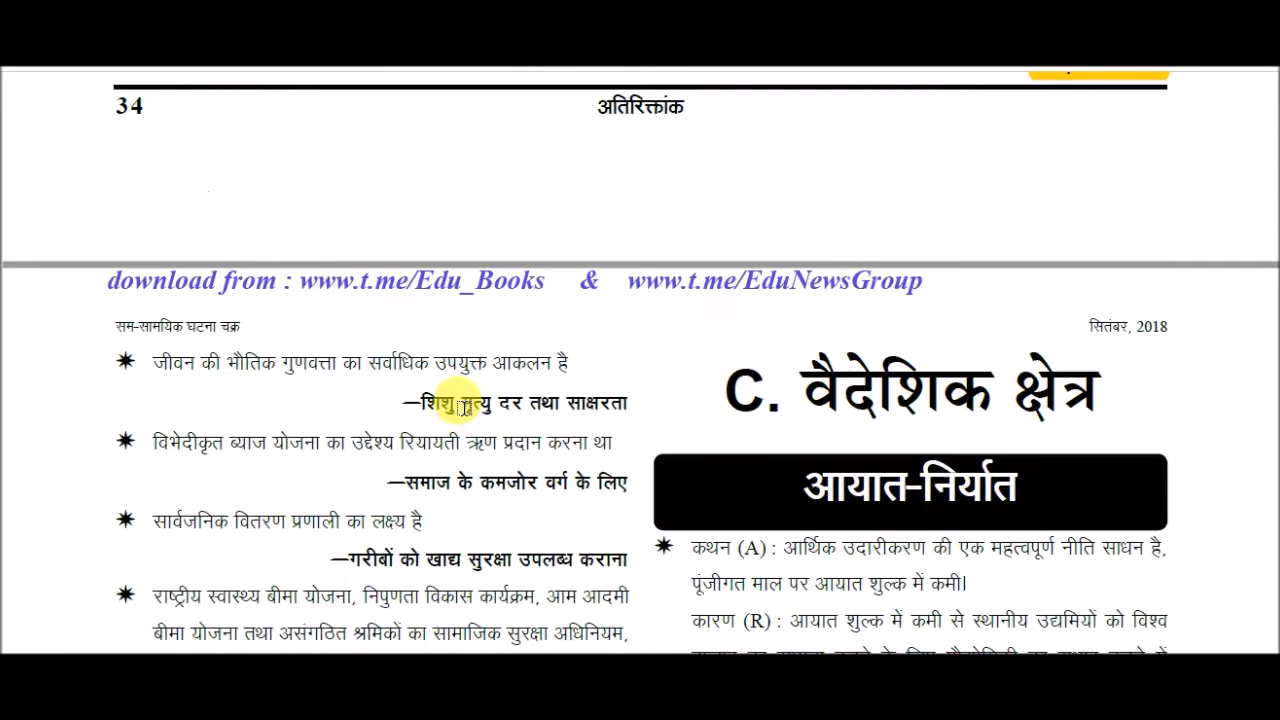 34
अतिरिक्तांक
download from : www.t.me/Edu_Books & www.t.me/EduNewsGroup
सम-सामयिक घटना चक्र
सितंबर, 2018
✶ जीवन की भौतिक गुणवत्ता का सर्वाधिक उपयुक्त आकलन है
—शिशु मृत्यु दर तथा साक्षरता
✶ विभेदीकृत ब्याज योजना का उद्देश्य रियायती ऋण प्रदान करना था
—समाज के कमजोर वर्ग के लिए
✶ सार्वजनिक वितरण प्रणाली का लक्ष्य है
—गरीबों को खाद्य सुरक्षा उपलब्ध कराना
✶ राष्ट्रीय स्वास्थ्य बीमा योजना, निपुणता विकास कार्यक्रम, आम आदमी
बीमा योजना तथा असंगठित श्रमिकों का सामाजिक सुरक्षा अधिनियम,
C. वैदेशिक क्षेत्र
आयात-निर्यात
✶ कथन (A) : आर्थिक उदारीकरण की एक महत्वपूर्ण नीति साधन है,
पूंजीगत माल पर आयात शुल्क में कमी।
कारण (R) : आयात शुल्क में कमी से स्थानीय उद्यमियों को विश्व